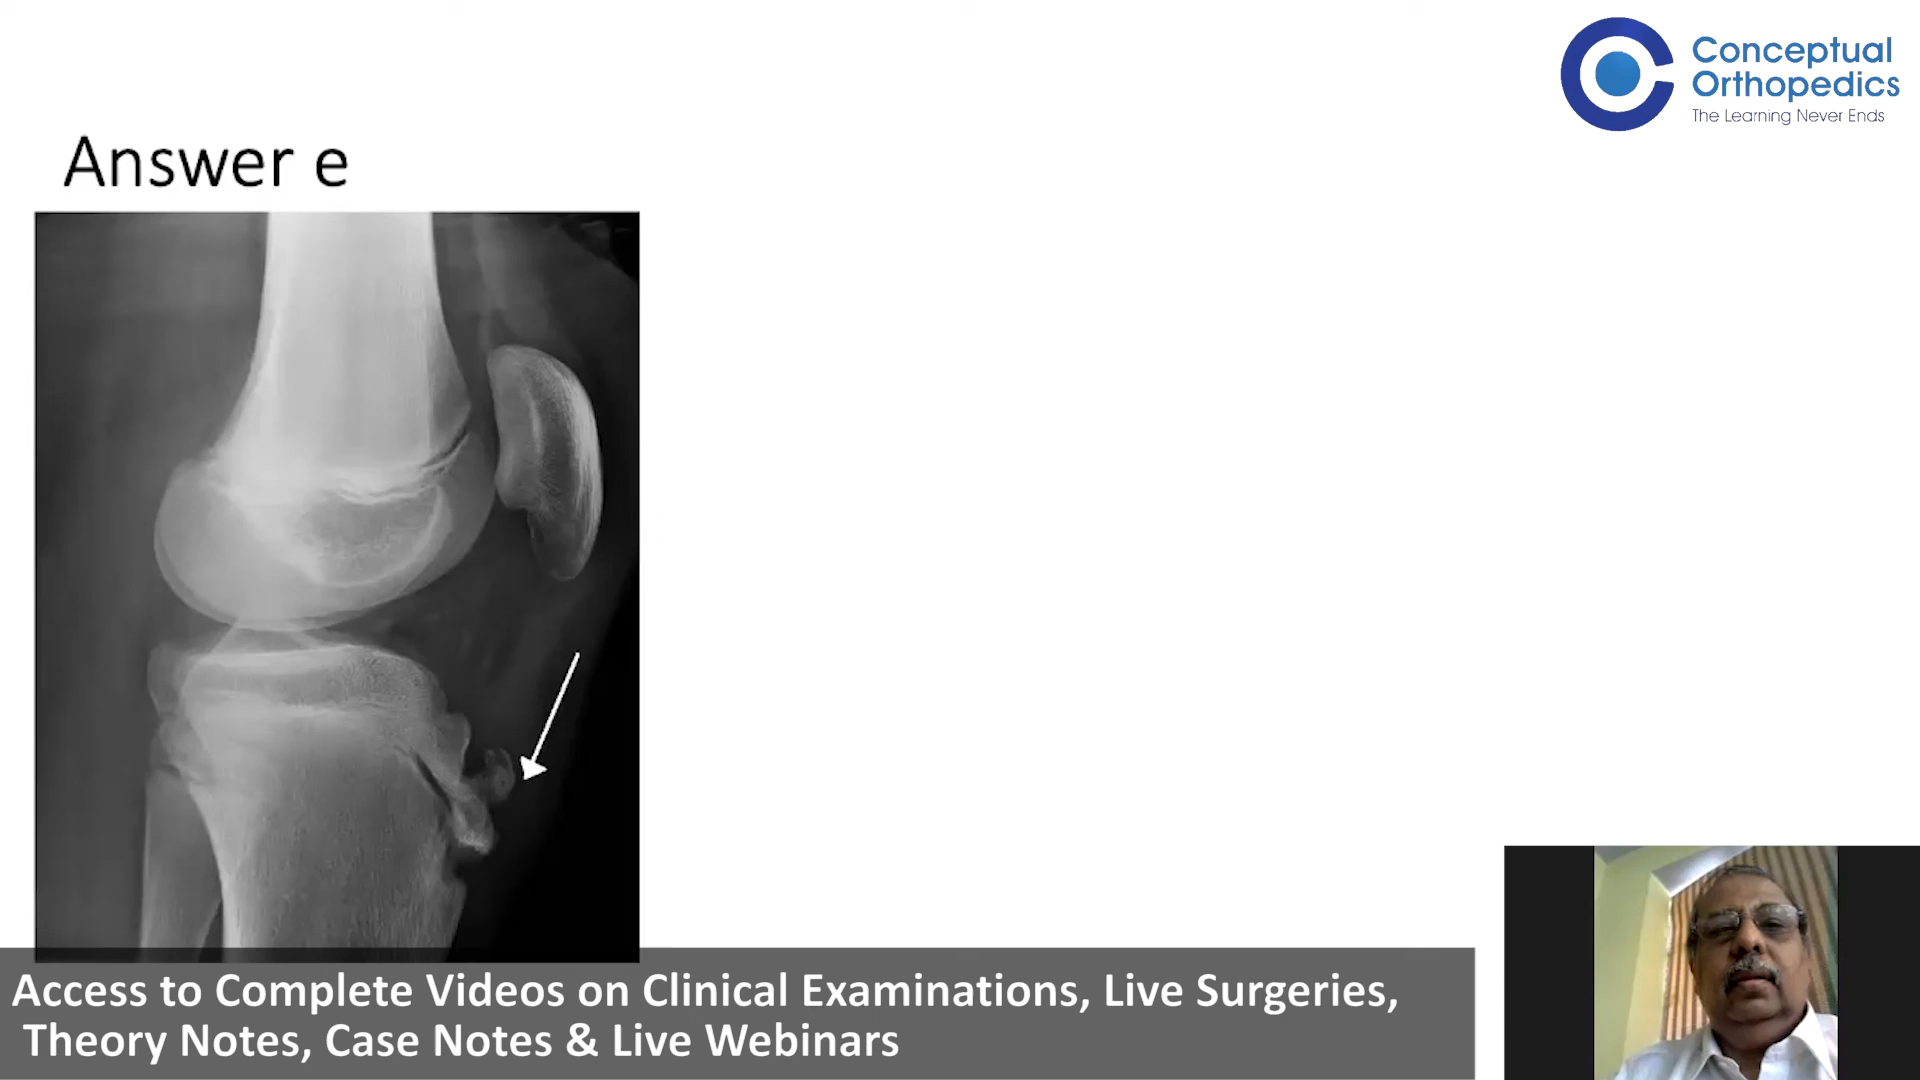 Conceptual
Orthopedics
The Learning Never Ends
Answer e
Access to Complete Videos on Clinical Examinations, Live Surgeries,
Theory Notes, Case Notes & Live Webinars